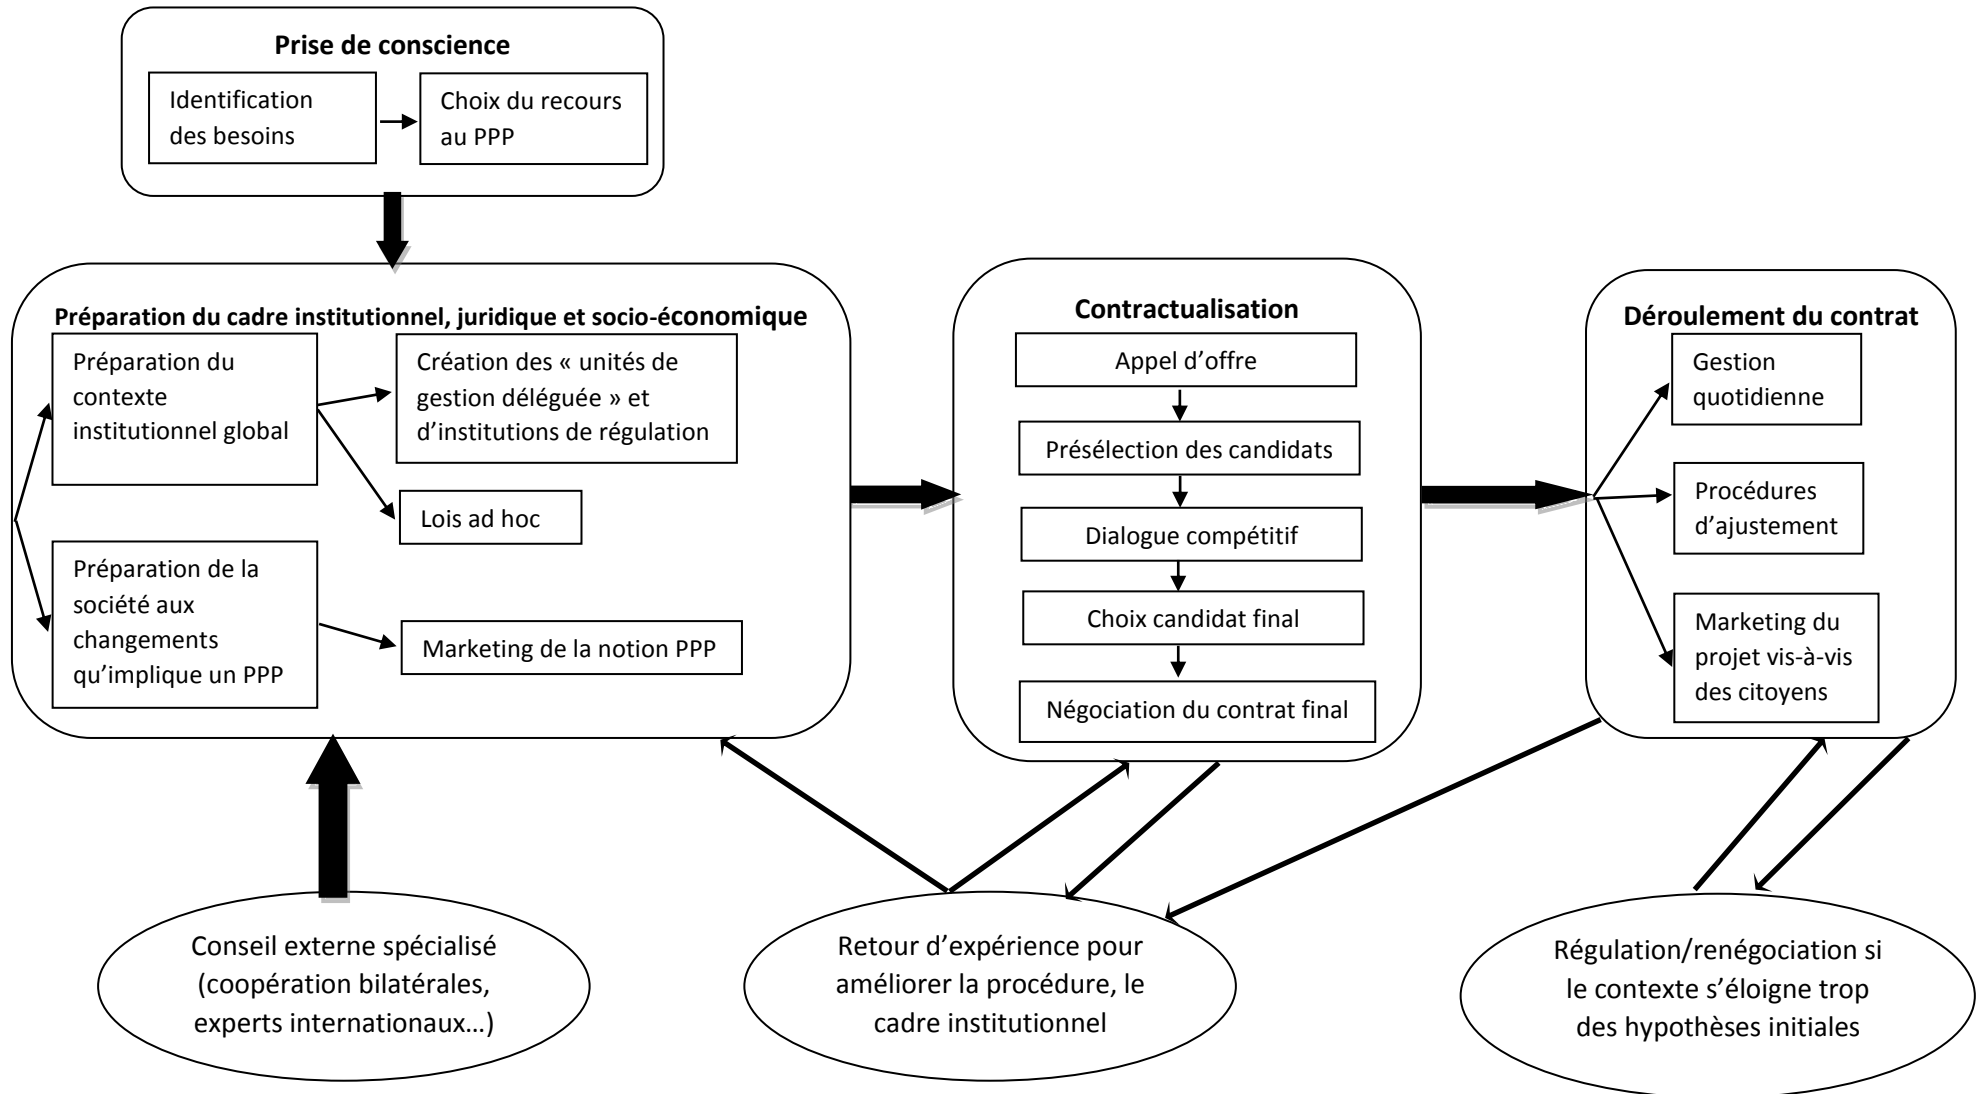 Prise de conscience
Identification
des besoins
Choix du recours
au PPP
Préparation du cadre institutionnel, juridique et socio-économique
Préparation du
contexte
institutionnel global
Création des « unités de
gestion déléguée » et
d’institutions de régulation
Lois ad hoc
Préparation de la
société aux
changements
qu’implique un PPP
Marketing de la notion PPP
Contractualisation
Appel d’offre
Présélection des candidats
Dialogue compétitif
Choix candidat final
Négociation du contrat final
Déroulement du contrat
Gestion
quotidienne
Procédures
d’ajustement
Marketing du
projet vis-à-vis
des citoyens
Conseil externe spécialisé
(coopération bilatérales,
experts internationaux…)
Retour d’expérience pour
améliorer la procédure, le
cadre institutionnel
Régulation/renégociation si
le contexte s’éloigne trop
des hypothèses initiales